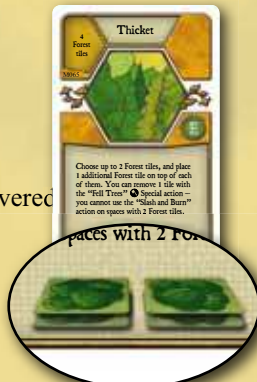 4
Forest
tiles
Thicket
M065
E
Choose up to 2 Forest tiles, and place
1 additional Forest tile on top of each
of them. You can remove 1 tile with
the “Fell Trees” Special action –
you cannot use the “Slash and Burn”
action on spaces with 2 Forest tiles.
vered
paces with 2 For